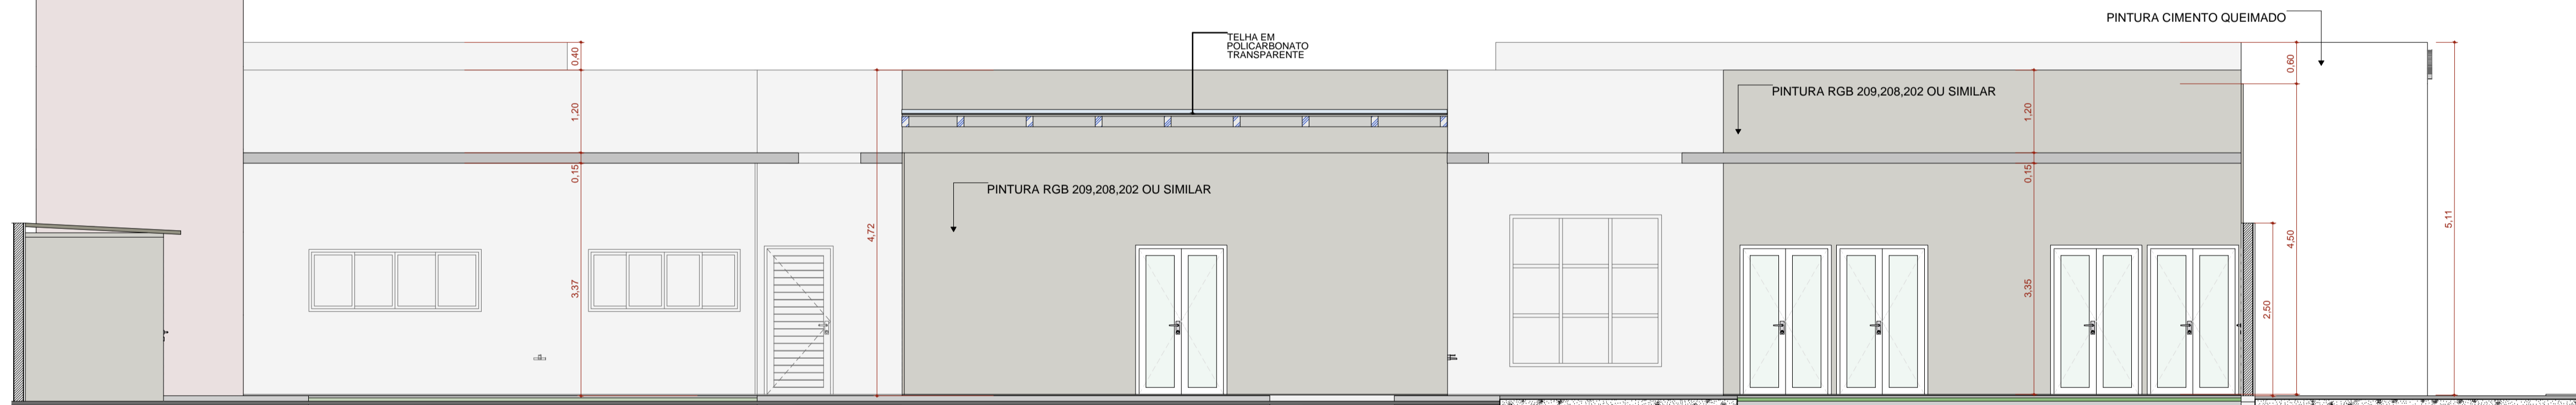 PINTURA CIMENTO QUEIMADO
TELHA EM
POLICARBONATO
TRANSPARENTE
0,40
0,60
PINTURA RGB 209,208,202 OU SIMILAR
1,20
1,20
0,15
0,15
PINTURA RGB 209,208,202 OU SIMILAR
4,72
5,11
4,50
3,37
3,35
2,50